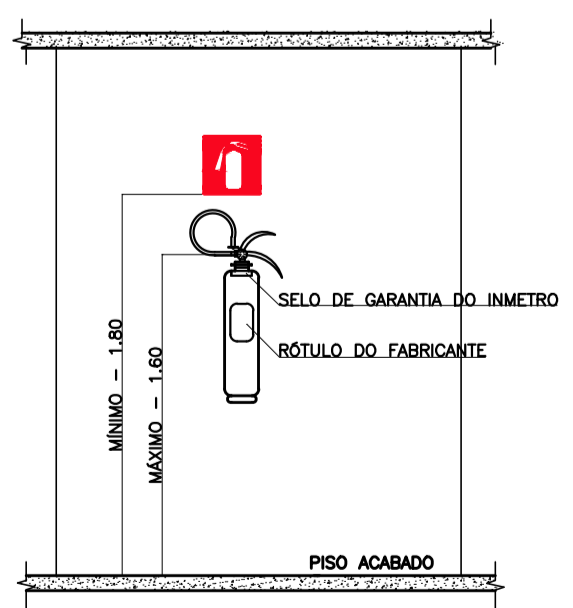 SELO DE GARANTIA DO INMETRO
RÓTULO DO FABRICANTE
MÍNIMO - 1.80
MÁXIMO - 1.60
PISO ACABADO